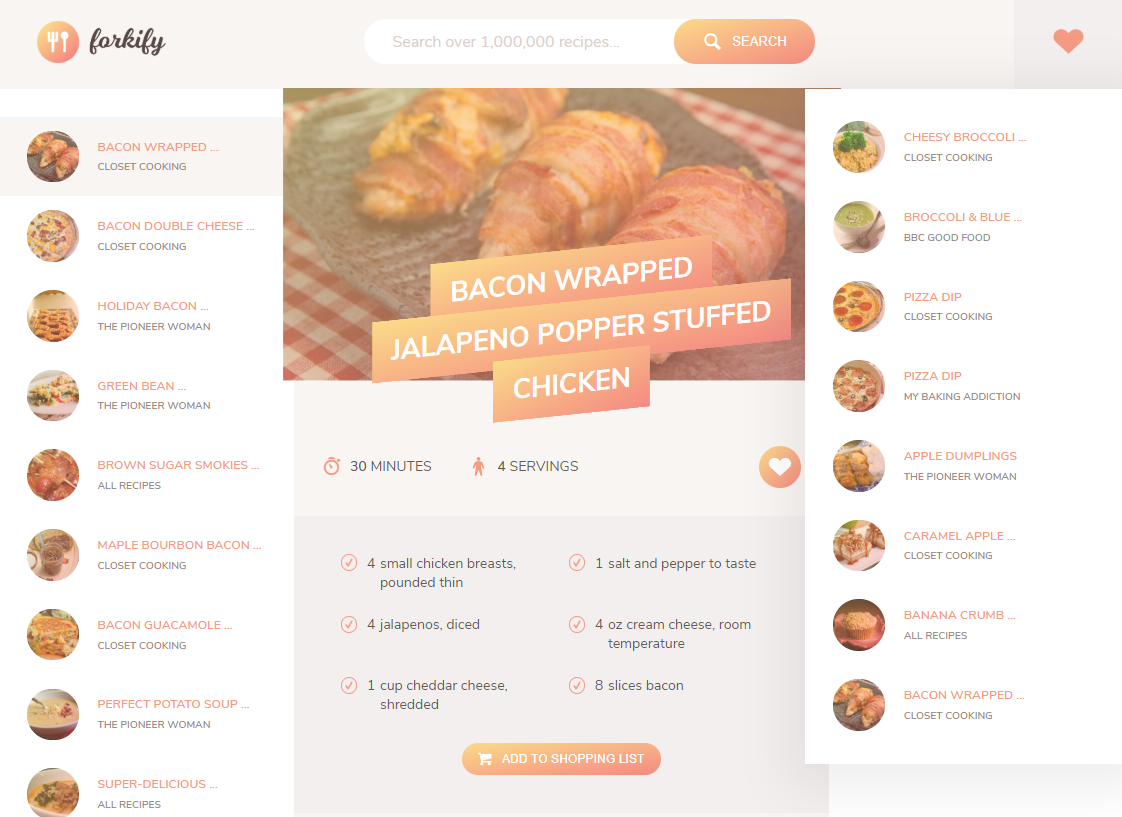 forkify
Search over 1,000,000 recipes...
SEARCH
BACON WRAPPED ...
CLOSET COOKING
BACON DOUBLE CHEESE ...
CLOSET COOKING
HOLIDAY BACON ...
THE PIONEER WOMAN
GREEN BEAN ...
THE PIONEER WOMAN
BROWN SUGAR SMOKIES ...
ALL RECIPES
MAPLE BOURBON BACON ...
CLOSET COOKING
BACON GUACAMOLE ...
CLOSET COOKING
PERFECT POTATO SOUP ...
THE PIONEER WOMAN
SUPER-DELICIOUS ...
ALL RECIPES
BACON WRAPPED
JALAPENO POPPER STUFFED
CHICKEN
30 MINUTES
4 SERVINGS
4 small chicken breasts,
pounded thin
1 salt and pepper to taste
4 jalapenos, diced
4 oz cream cheese, room
temperature
1 cup cheddar cheese,
shredded
8 slices bacon
ADD TO SHOPPING LIST
CHEESY BROCCOLI ...
CLOSET COOKING
BROCCOLI & BLUE ...
BBC GOOD FOOD
PIZZA DIP
CLOSET COOKING
PIZZA DIP
MY BAKING ADDICTION
APPLE DUMPLINGS
THE PIONEER WOMAN
CARAMEL APPLE ...
CLOSET COOKING
BANANA CRUMB ...
ALL RECIPES
BACON WRAPPED ...
CLOSET COOKING